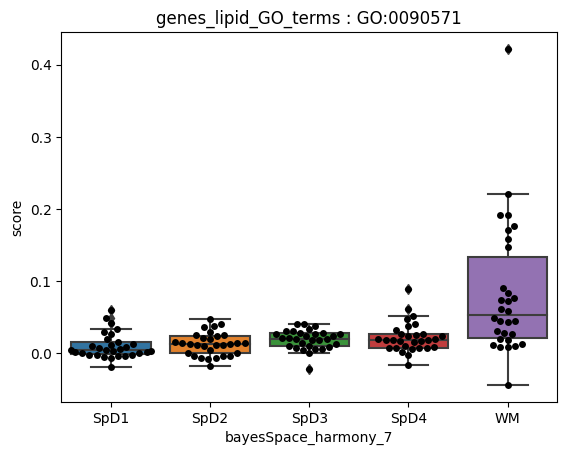 genes_lipid_GO_terms : GO:0090571
0.4
0.3
0.2
0.1
0.0
score
SpD1 SpD2 SpD3 SpD4 WM
bayesSpace_harmony_7